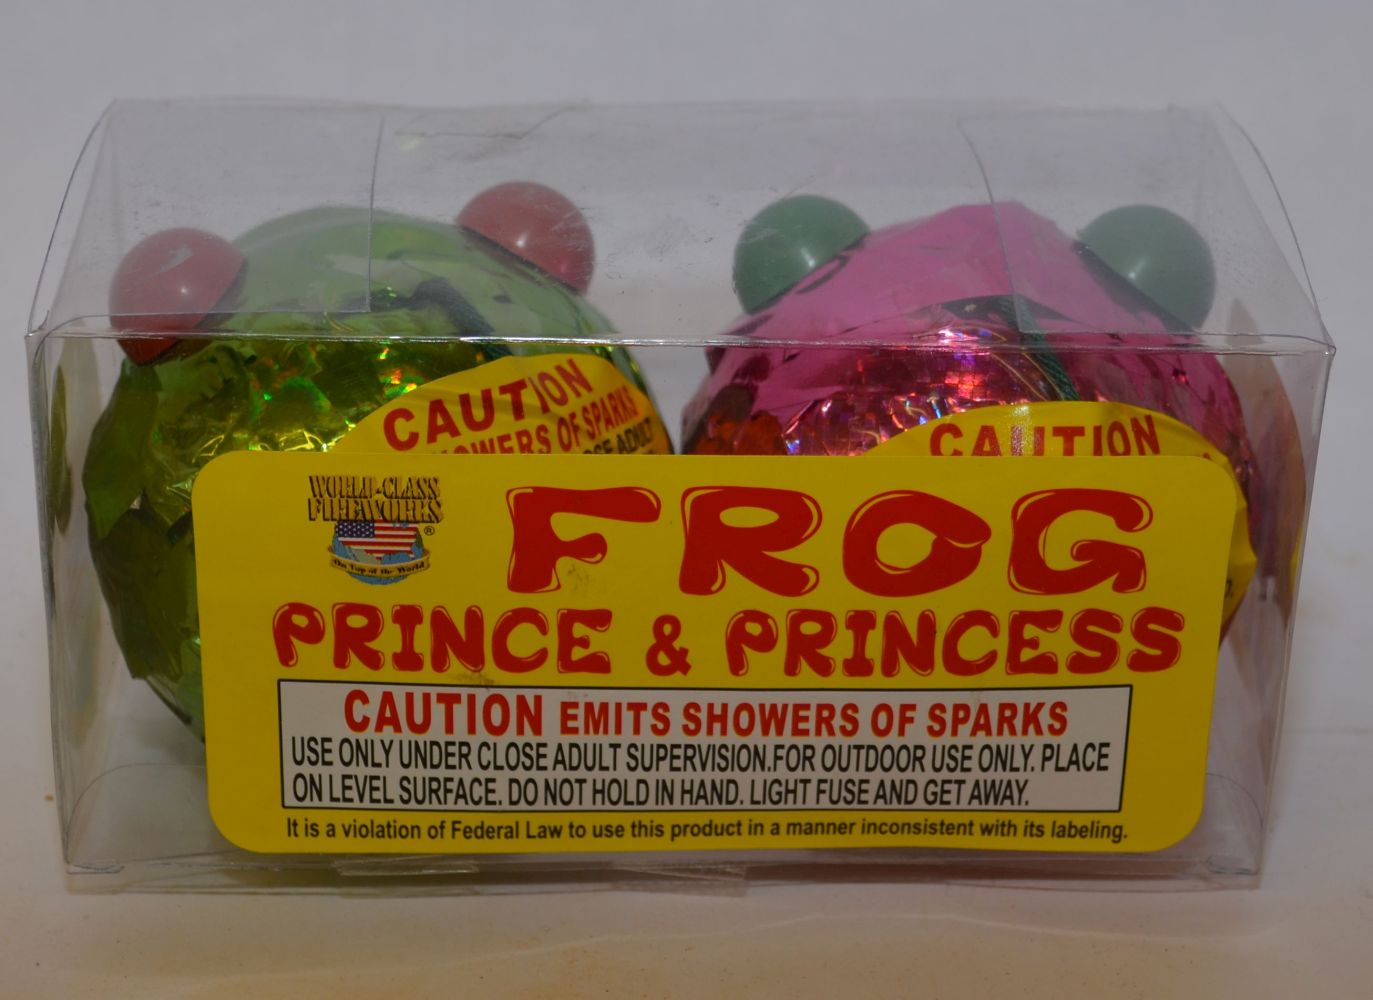 CAUTION
SHOWERS OF SPARKS
CAUTION
WORLD-CLASS
FIREWORKS
®
On Top of the World
FROG
PRINCE & PRINCESS
CAUTION EMITS SHOWERS OF SPARKS
USE ONLY UNDER CLOSE ADULT SUPERVISION.FOR OUTDOOR USE ONLY. PLACE
ON LEVEL SURFACE. DO NOT HOLD IN HAND. LIGHT FUSE AND GET AWAY.
It is a violation of Federal Law to use this product in a manner inconsistent with its labeling.